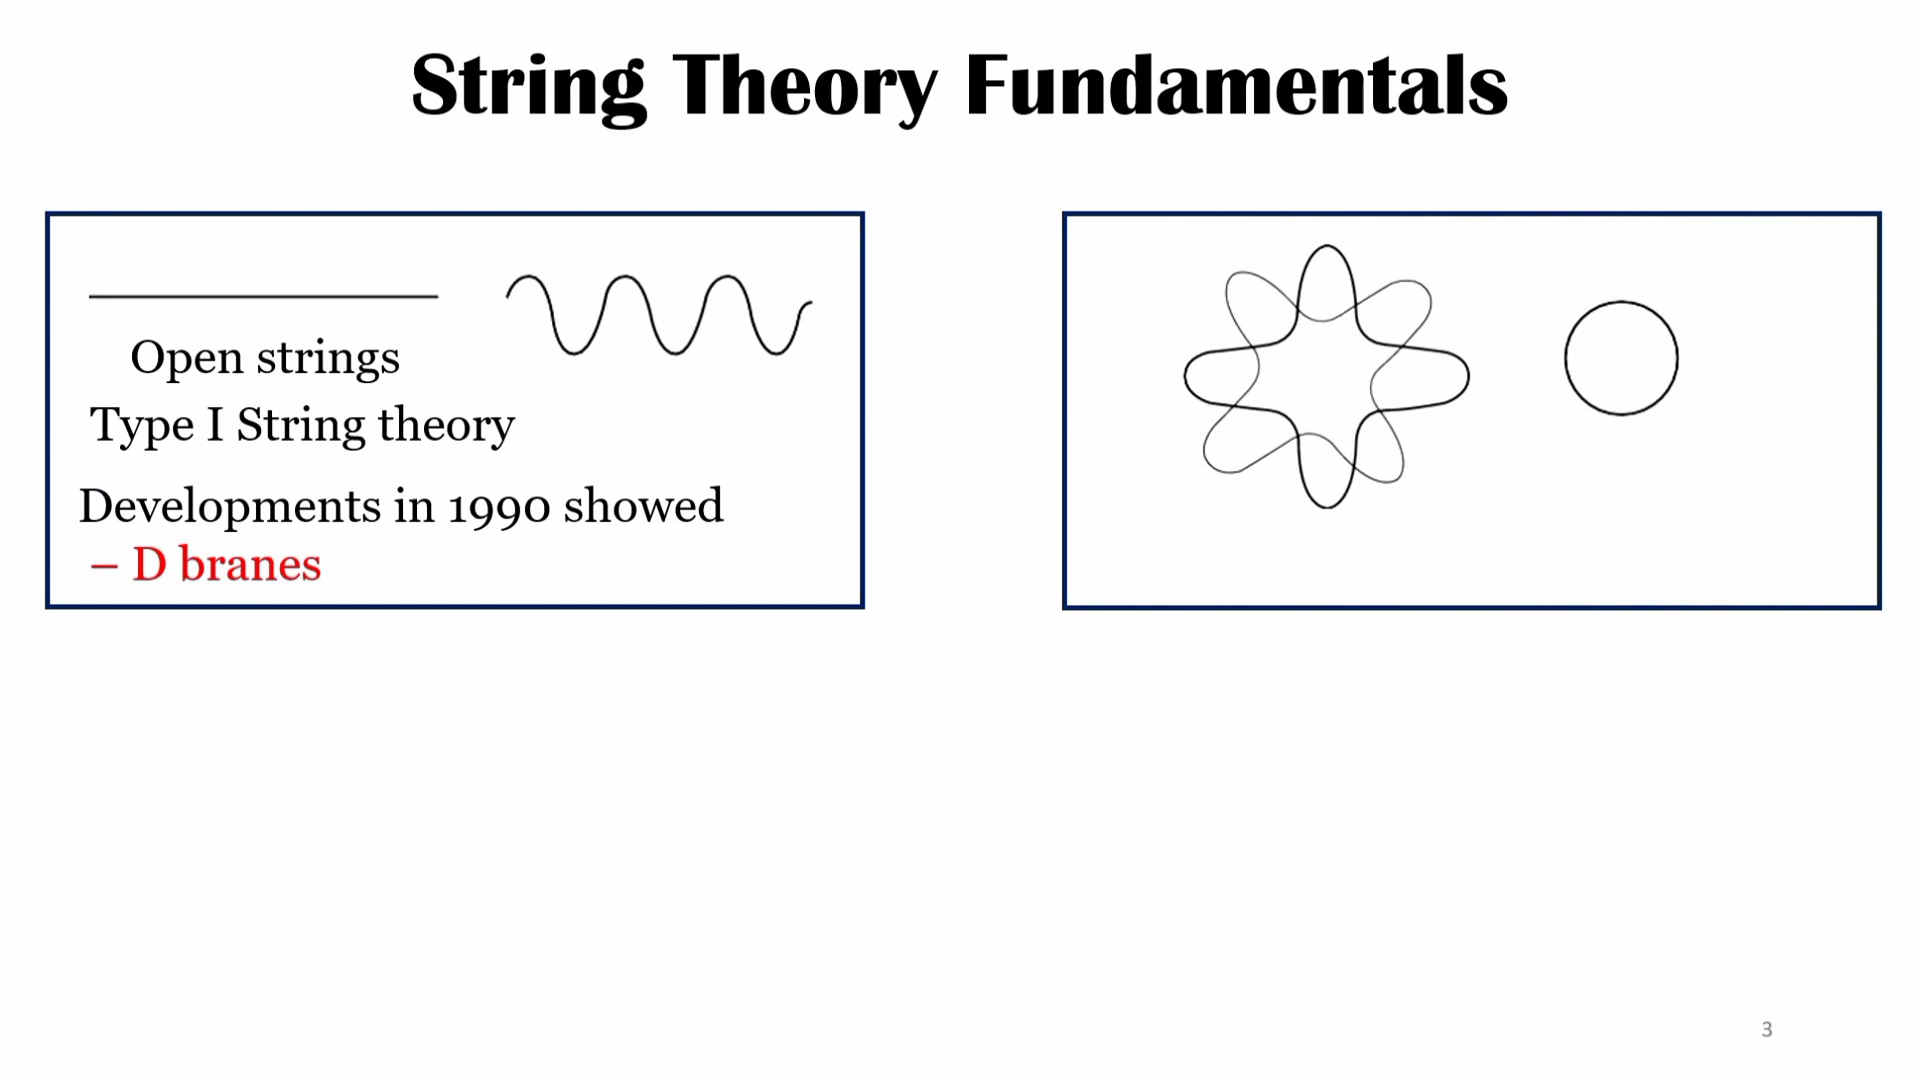 String Theory Fundamentals
Open strings
Type I String theory
Developments in 1990 showed
– D branes
3